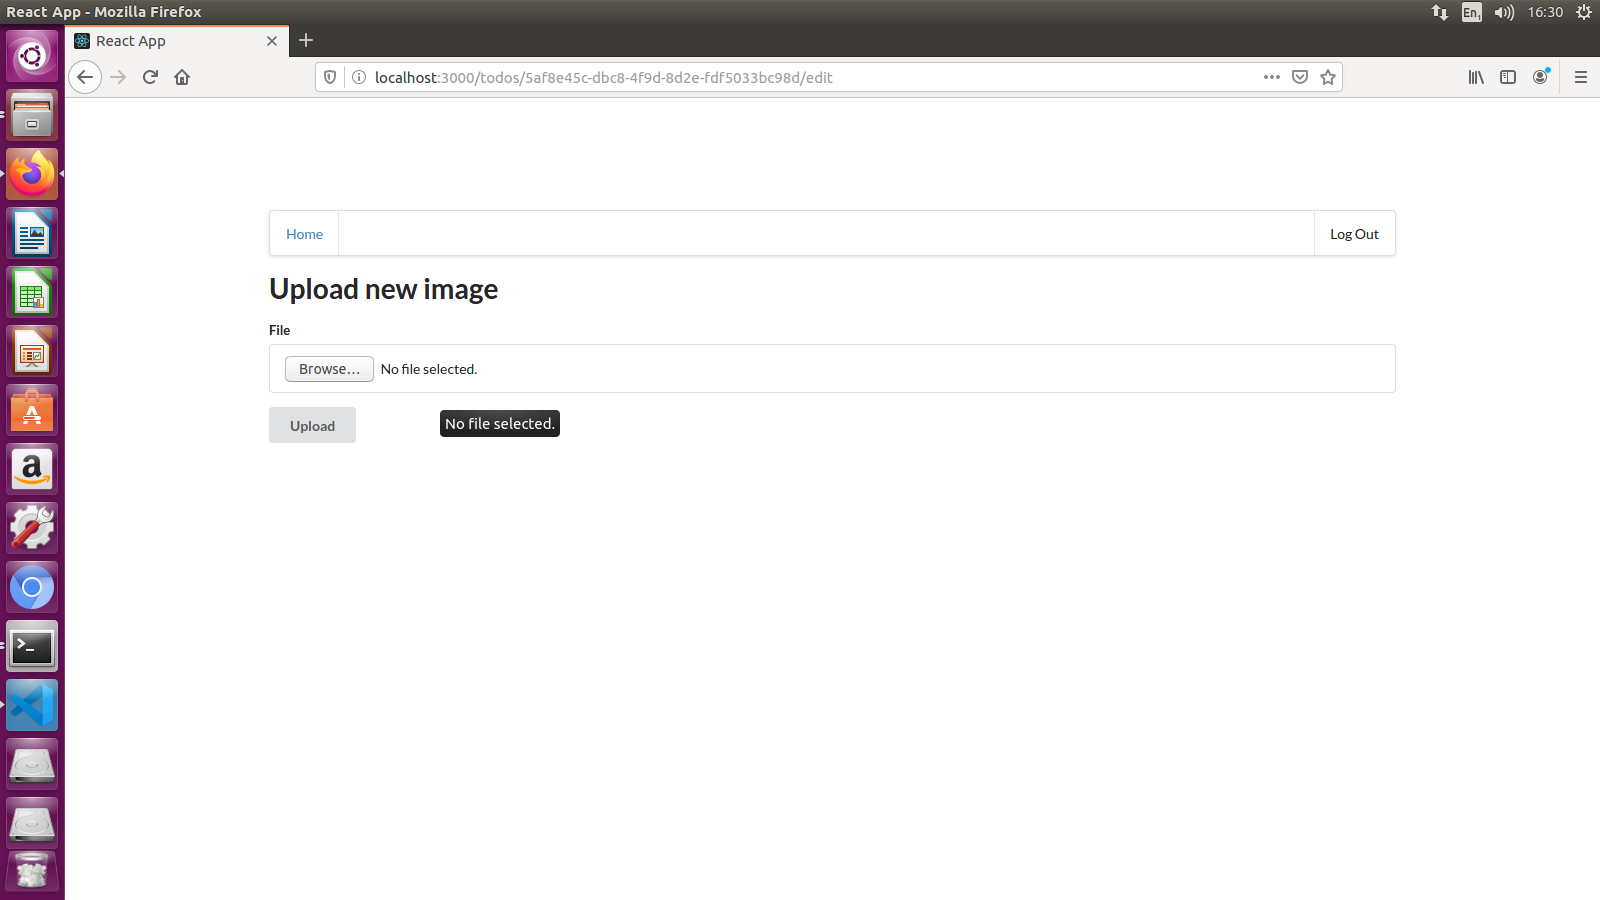 React App - Mozilla Firefox
En1
16:30
React App
localhost:3000/todos/5af8e45c-dbc8-4f9d-8d2e-fdf5033bc98d/edit
Home
Log Out
Upload new image
File
Browse...
No file selected.
Upload
No file selected.